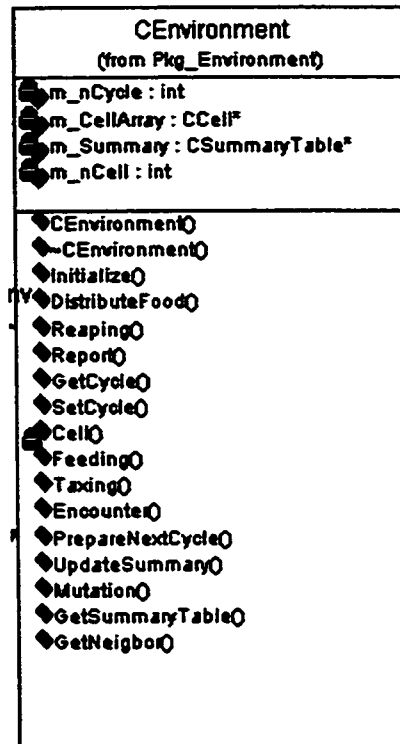 CEnvironment
(from Pkg_Environment)
m_nCycle : int
m_CellArray : CCell*
m_Summary : CSummaryTable*
m_nCell : int
CEnvironment()
~CEnvironment()
Initialize()
DistributeFood()
Reaping()
Report()
GetCycle()
SetCycle()
Cell()
Feeding()
Taxing()
Encounter()
PrepareNextCycle()
UpdateSummary()
Mutation()
GetSummaryTable()
GetNeigbor()